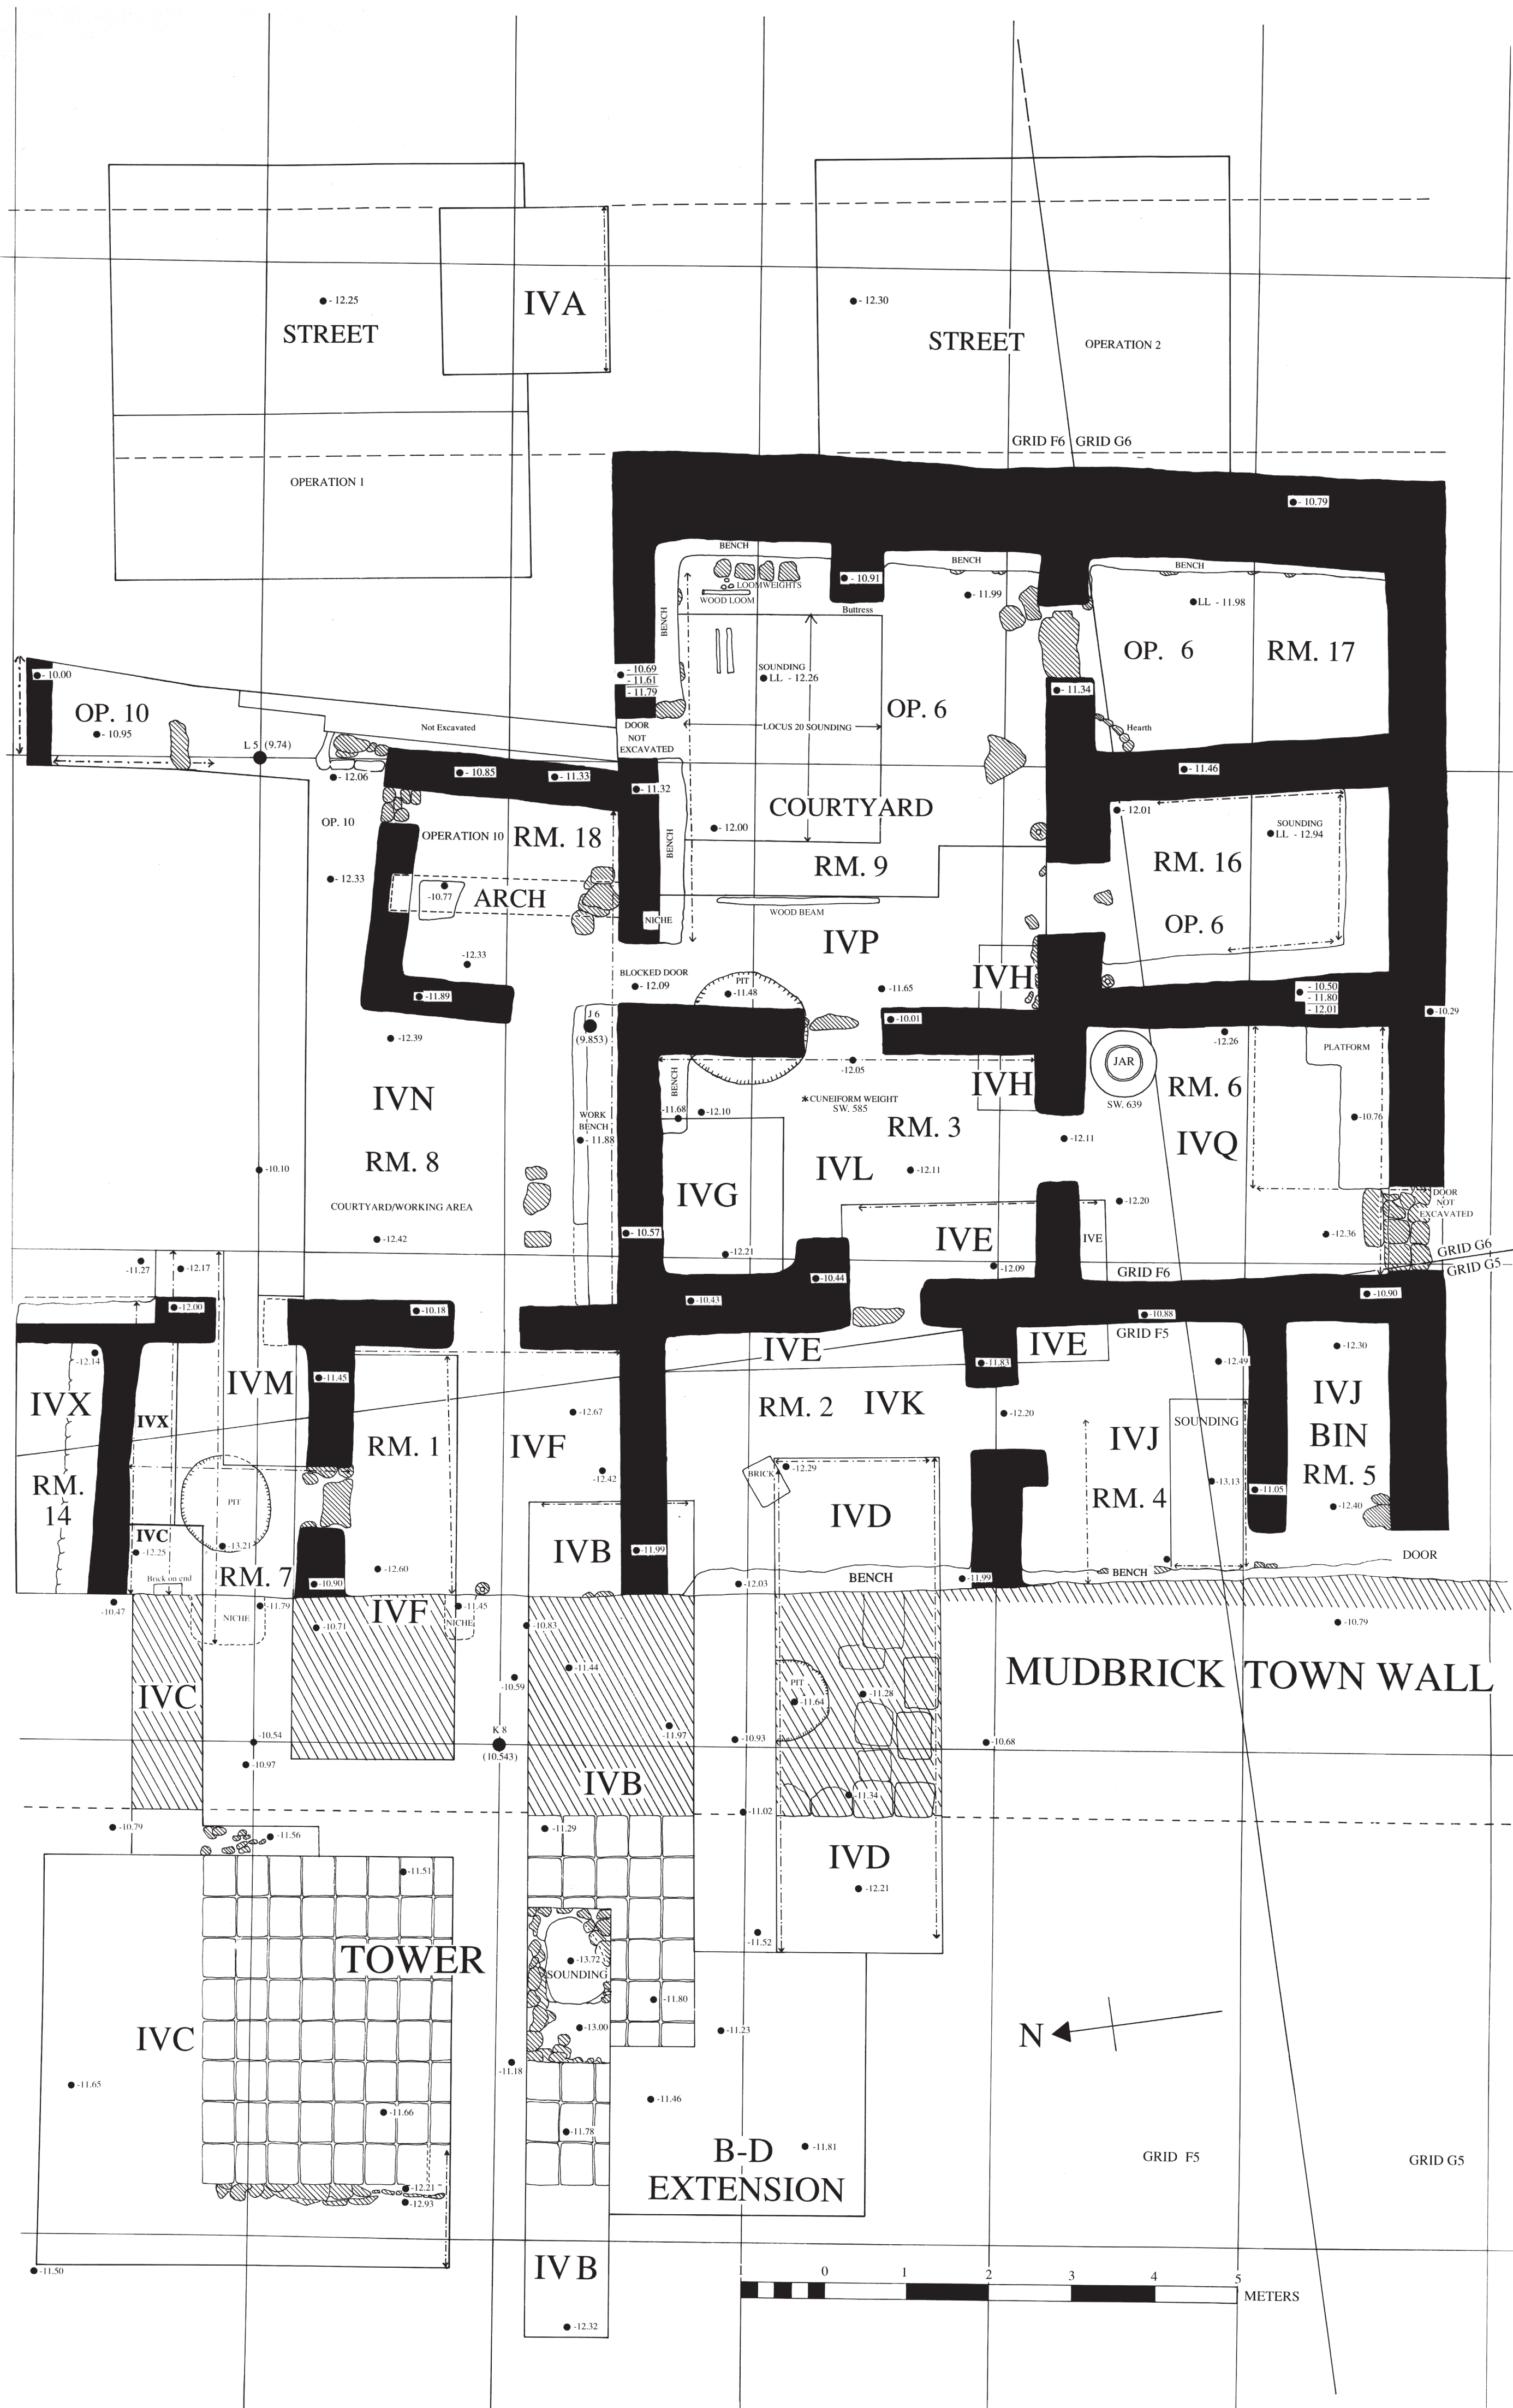 - 12.25
IVA
- 12.30
STREET
STREET
OPERATION 2
GRID F6
GRID G6
OPERATION 1
- 10.79
BENCH
BENCH
BENCH
- 10.91
LOOMWEIGHTS
WOOD LOOM
Buttress
- 11.99
LL - 11.98
BENCH
OP. 6
RM. 17
- 10.00
- 10.69
- 11.61
- 11.79
SOUNDING
LL - 12.26
- 11.34
OP. 10
- 10.95
Not Excavated
DOOR
NOT
EXCAVATED
LOCUS 20 SOUNDING
OP. 6
Hearth
L 5 (9.74)
- 12.06
- 10.85
- 11.33
- 11.32
- 11.46
OP. 10
OPERATION 10
RM. 18
- 12.00
COURTYARD
- 12.01
SOUNDING
LL - 12.94
BENCH
RM. 9
RM. 16
- 12.33
-10.77
ARCH
NICHE
WOOD BEAM
OP. 6
IVP
-12.33
BLOCKED DOOR
- 12.09
PIT
-11.48
-11.65
IVH
-11.89
J 6
(9.853)
-10.01
- 10.50
- 11.80
- 12.01
-10.29
-12.39
-12.26
PLATFORM
-12.05
JAR
IVN
BENCH
IVH
RM. 6
CUNEIFORM WEIGHT
SW. 585
SW. 639
-11.68
-12.10
-10.76
WORK
BENCH
- 11.88
RM. 3
-12.11
IVQ
RM. 8
-10.10
IVL
-12.11
IVG
COURTYARD/WORKING AREA
-12.20
DOOR
NOT
EXCAVATED
-10.57
IVE
IVE
-12.42
-12.21
-12.36
-11.27
-12.17
-12.09
GRID F6
GRID G6
GRID G5
-10.44
-12.00
-10.18
-10.43
-10.88
-10.90
GRID F5
-12.14
IVE
IVE
-12.30
-11.83
-12.49
IVM
-11.45
IVX
IVX
-12.67
RM. 2
IVK
-12.20
SOUNDING
IVJ
BIN
IVJ
RM. 1
IVF
-12.42
BRICK
-12.29
-13.13
RM. 5
RM.
14
PIT
IVD
RM. 4
-11.05
-12.40
IVC
-12.25
-13.21
IVB
-11.99
DOOR
Brick on end
RM. 7
-10.90
-12.60
-12.03
BENCH
-11.99
BENCH
-10.47
-11.79
NICHE
IVF
-10.71
-11.45
NICHE
-10.83
-10.79
-11.44
-10.59
MUDBRICK TOWN WALL
IVC
PIT
-11.64
-11.28
-10.54
K 8
(10.543)
-11.97
-10.93
-10.68
-10.97
IVB
-11.34
-11.02
-10.79
-11.56
-11.29
-11.51
IVD
-12.21
TOWER
-11.52
-13.72
SOUNDING
-11.80
-13.00
-11.23
N
IVC
-11.18
-11.65
-11.46
-11.66
-11.78
B-D
EXTENSION
-11.81
GRID F5
GRID G5
-12.21
-12.93
-11.50
IV B
1 0 1 2 3 4 5
METERS
-12.32